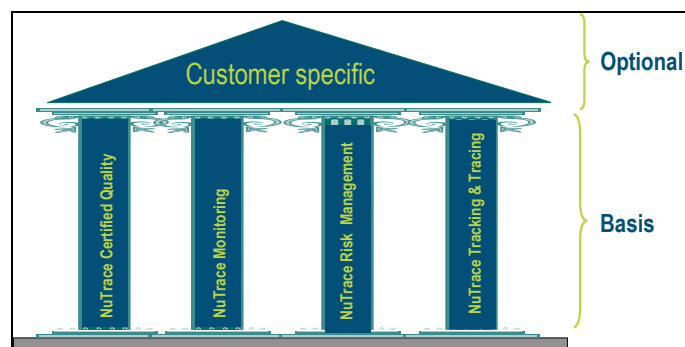 Customer specific
Optional
NuTrace Certified Quality
NuTrace Monitoring
NuTrace Risk Management
NuTrace Tracking & Tracing
Basis